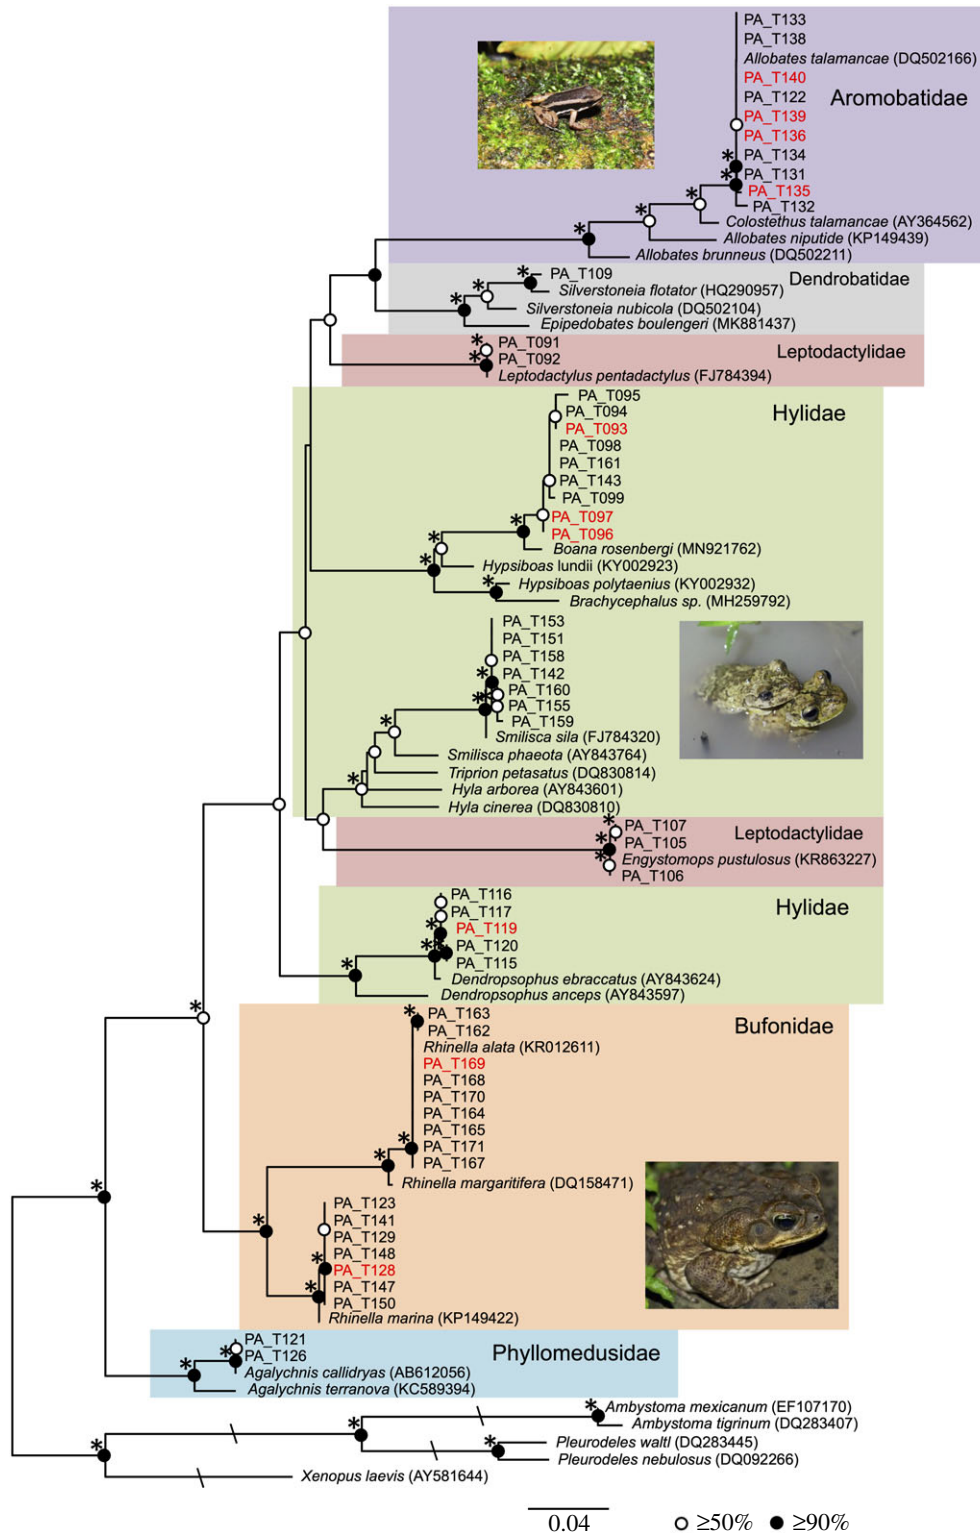 PA_T133
PA_T138
Allobates talamancae (DQ502166)
PA_T140
PA_T122
Aromobatidae
PA_T139
PA_T136
PA_T134
PA_T131
PA_T135
PA_T132
Colostethus talamancae (AY364562)
Allobates niputide (KP149439)
Allobates brunneus (DQ502211)
PA_T109
Dendrobatidae
Silverstoneia flotator (HQ290957)
Silverstoneia nubicola (DQ502104)
Epipedobates boulengeri (MK881437)
PA_T091
Leptodactylidae
PA_T092
Leptodactylus pentadactylus (FJ784394)
PA_T095
Hylidae
PA_T094
PA_T093
PA_T098
PA_T161
PA_T143
PA_T099
PA_T097
PA_T096
Boana rosenbergi (MN921762)
Hypsiboas lundii (KY002923)
Hypsiboas polytaenius (KY002932)
Brachycephalus sp. (MH259792)
PA_T153
PA_T151
PA_T158
PA_T142
PA_T160
PA_T155
PA_T159
Smilisca sila (FJ784320)
Smilisca phaeota (AY843764)
Triprion petasatus (DQ830814)
Hyla arborea (AY843601)
Hyla cinerea (DQ830810)
PA_T107
Leptodactylidae
PA_T105
Engystomops pustulosus (KR863227)
PA_T106
PA_T116
Hylidae
PA_T117
PA_T119
PA_T120
PA_T115
Dendropsophus ebraccatus (AY843624)
Dendropsophus anceps (AY843597)
PA_T163
Bufonidae
PA_T162
Rhinella alata (KR012611)
PA_T169
PA_T168
PA_T170
PA_T164
PA_T165
PA_T171
PA_T167
Rhinella margaritifera (DQ158471)
PA_T123
PA_T141
PA_T129
PA_T148
PA_T128
PA_T147
PA_T150
Rhinella marina (KP149422)
PA_T121
Phyllomedusidae
PA_T126
Agalychnis callidryas (AB612056)
Agalychnis terranova (KC589394)
Ambystoma mexicanum (EF107170)
Ambystoma tigrinum (DQ283407)
Pleurodeles waltl (DQ283445)
Pleurodeles nebulosus (DQ092266)
Xenopus laevis (AY581644)
0.04 ≥50% ≥90%